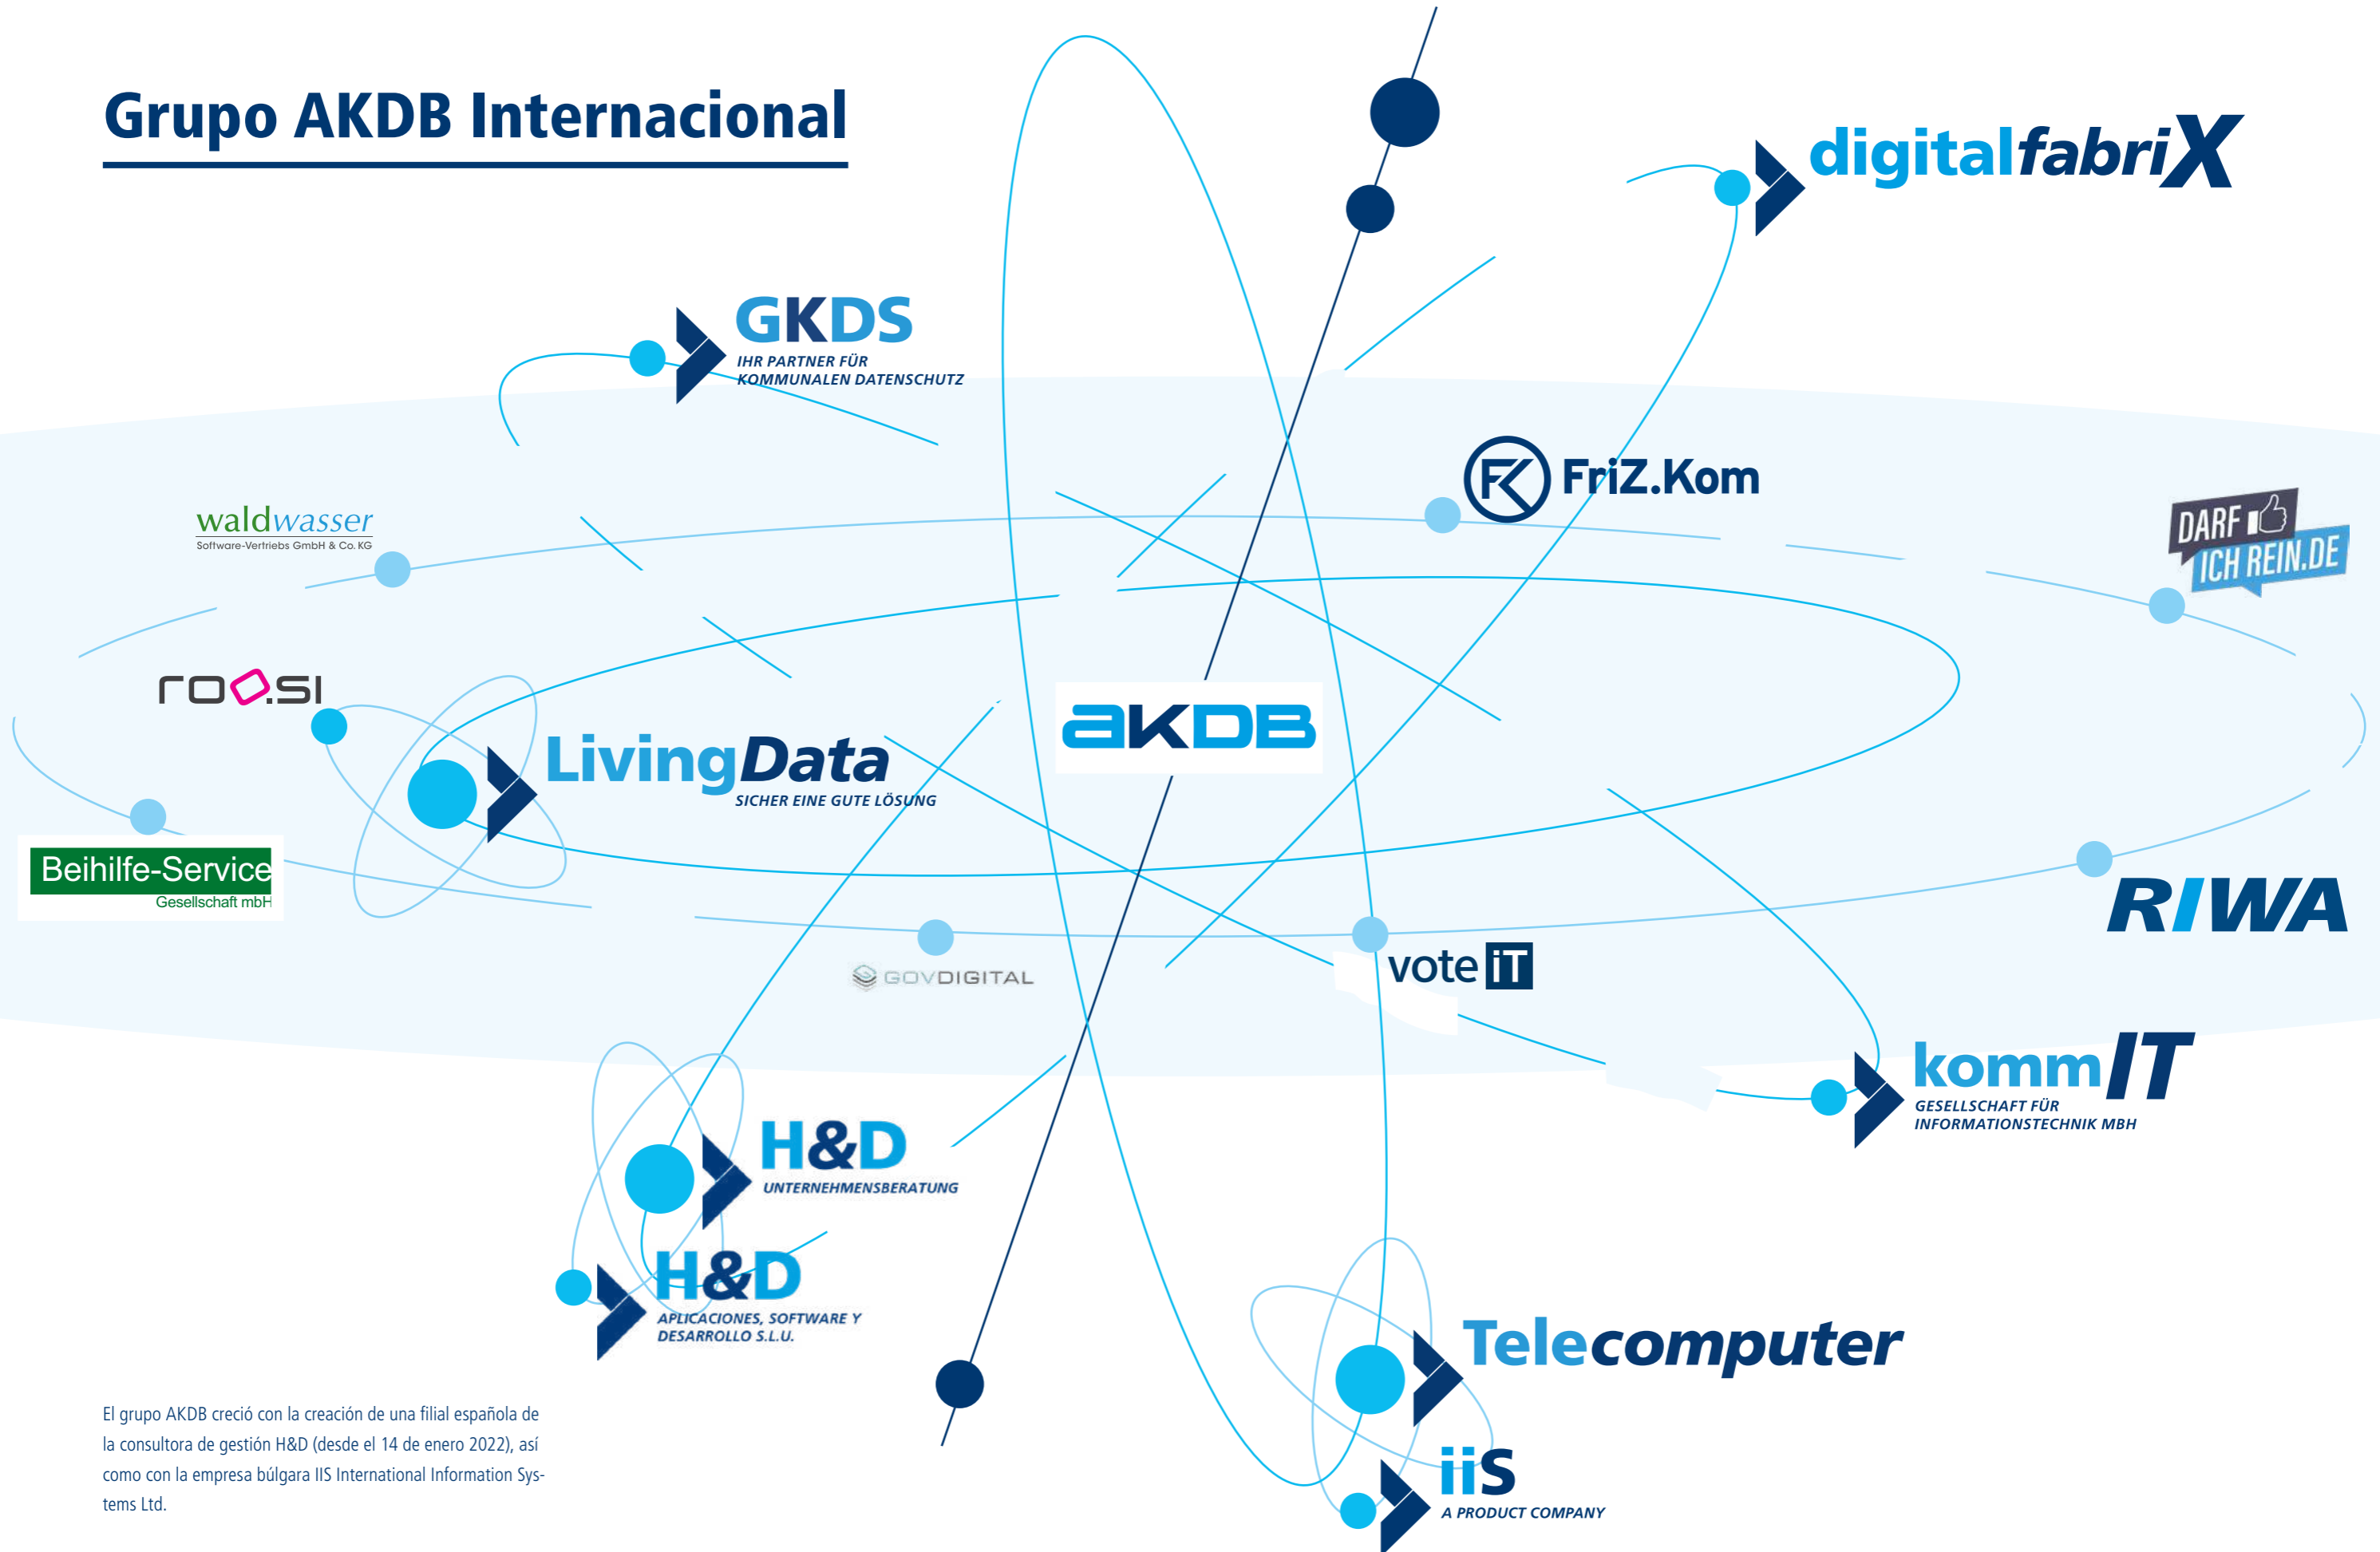 Grupo AKDB Internacional
digitalfabriX
GKDS
IHR PARTNER FÜR
KOMMUNALEN DATENSCHUTZ
FK FriZ.Kom
waldwasser
Software-Vertriebs GmbH & Co. KG
DARF
ICH REIN.DE
roo.si
LivingData
SICHER EINE GUTE LÖSUNG
AKDB
Beihilfe-Service
Gesellschaft mbH
RIWA
GOVDIGITAL
vote iT
kommIT
GESELLSCHAFT FÜR
INFORMATIONSTECHNIK MBH
H&D
UNTERNEHMENSBERATUNG
H&D
APLICACIONES, SOFTWARE Y
DESARROLLO S.L.U.
Telecomputer
iiS
A PRODUCT COMPANY
El grupo AKDB creció con la creación de una filial española de
la consultora de gestión H&D (desde el 14 de enero 2022), así
como con la empresa búlgara IIS International Information Sys-
tems Ltd.